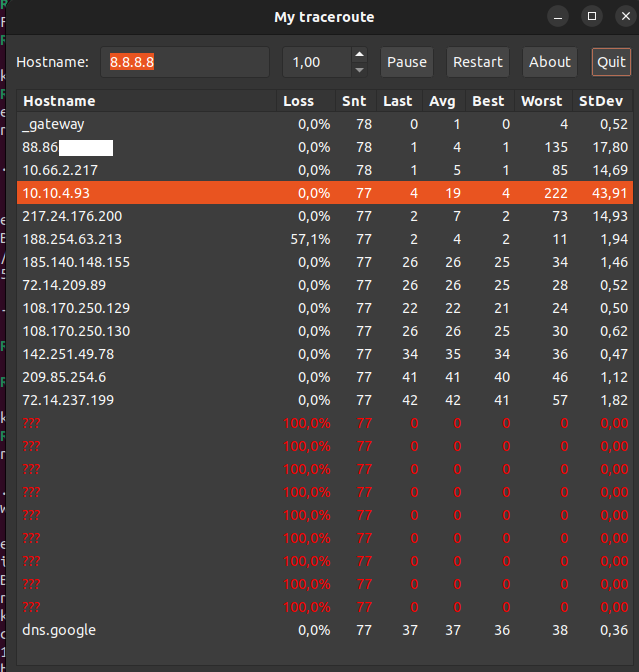 My traceroute
Hostname: 8.8.8.8 1,00 Pause Restart About Quit
Hostname Loss Snt Last Avg Best Worst StDev
_gateway 0,0% 78 0 1 0 4 0,52
88.86 0,0% 78 1 4 1 135 17,80
10.66.2.217 0,0% 78 1 5 1 85 14,69
10.10.4.93 0,0% 77 4 19 4 222 43,91
217.24.176.200 0,0% 77 2 7 2 73 14,93
188.254.63.213 57,1% 77 2 4 2 11 1,94
185.140.148.155 0,0% 77 26 26 25 34 1,46
72.14.209.89 0,0% 77 26 26 25 28 0,52
108.170.250.129 0,0% 77 22 22 21 24 0,50
108.170.250.130 0,0% 77 26 26 25 30 0,62
142.251.49.78 0,0% 77 34 35 34 36 0,47
209.85.254.6 0,0% 77 41 41 40 46 1,12
72.14.237.199 0,0% 77 42 42 41 57 1,82
??? 100,0% 77 0 0 0 0 0,00
??? 100,0% 77 0 0 0 0 0,00
??? 100,0% 77 0 0 0 0 0,00
??? 100,0% 77 0 0 0 0 0,00
??? 100,0% 77 0 0 0 0 0,00
??? 100,0% 77 0 0 0 0 0,00
??? 100,0% 77 0 0 0 0 0,00
??? 100,0% 77 0 0 0 0 0,00
??? 100,0% 77 0 0 0 0 0,00
dns.google 0,0% 77 37 37 36 38 0,36